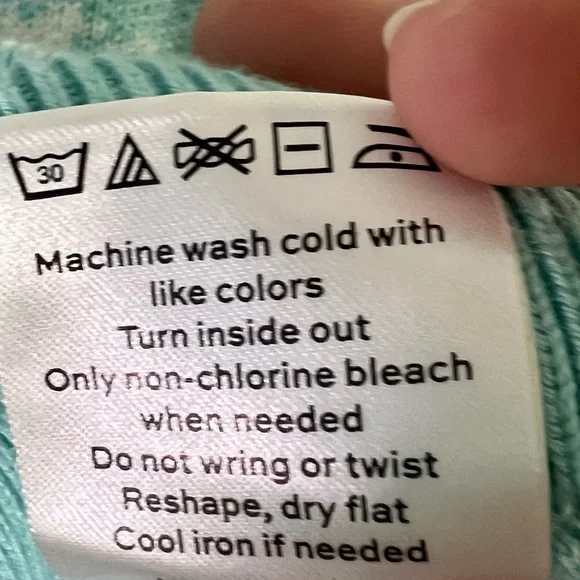 30
Machine wash cold with
like colors
Turn inside out
Only non-chlorine bleach
when needed
Do not wring or twist
Reshape, dry flat
Cool iron if needed